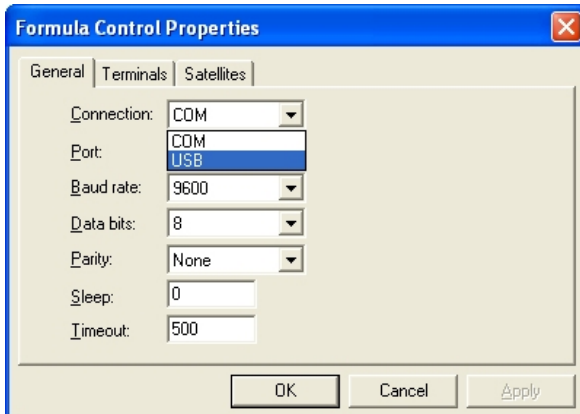 Formula Control Properties
General Terminals Satellites
Connection: COM
COM
Port:
USB
Baud rate: 9600
Data bits: 8
Parity: None
Sleep: 0
Timeout: 500
OK Cancel Apply